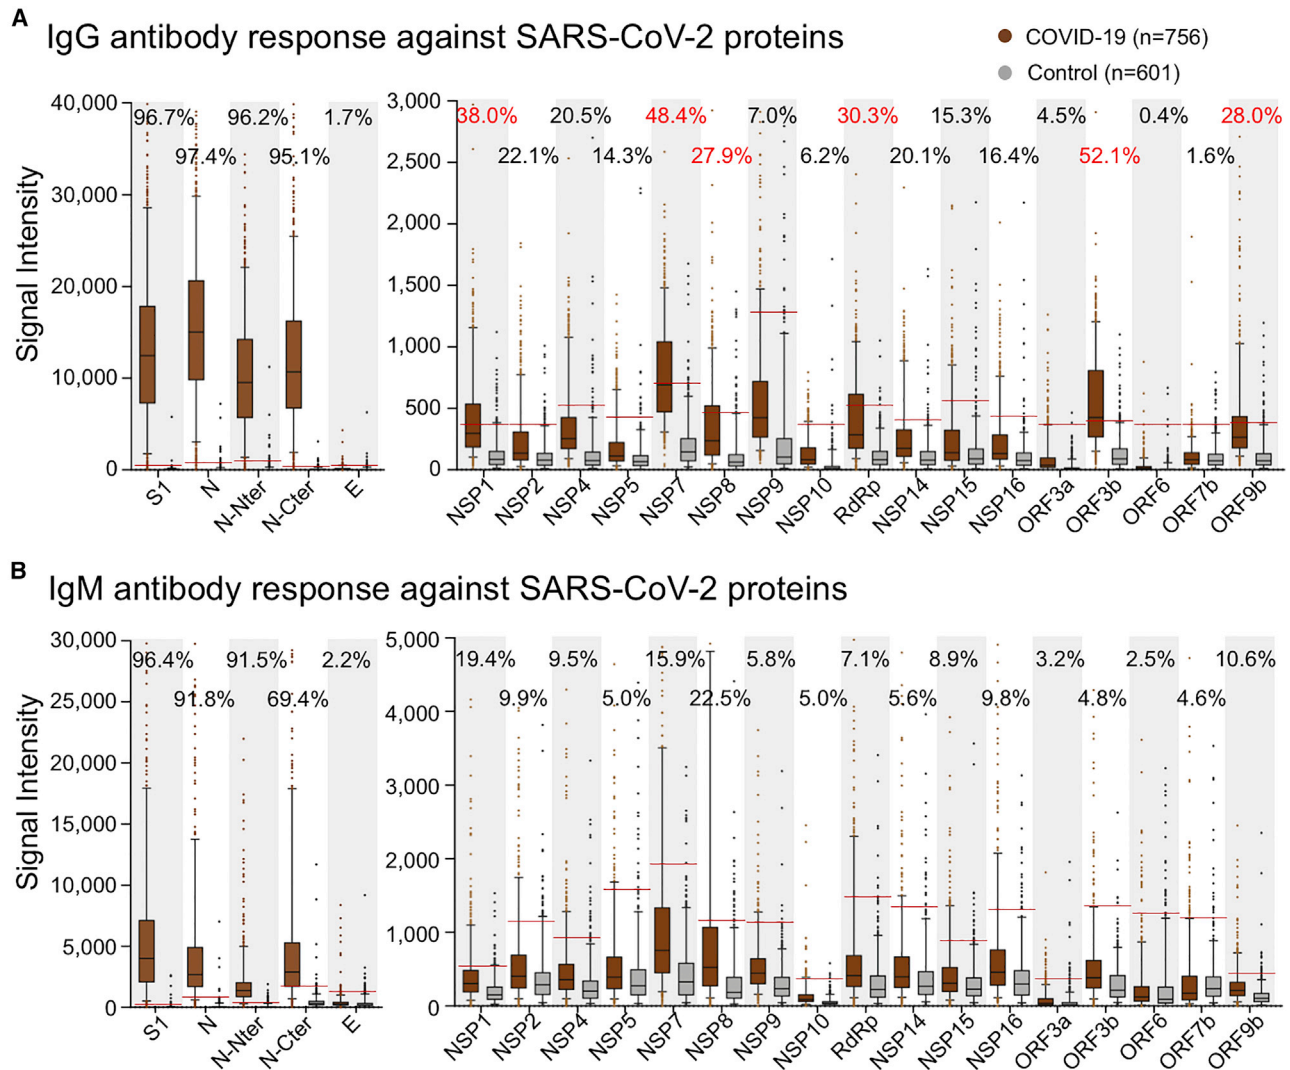 A
IgG antibody response against SARS-CoV-2 proteins
COVID-19 (n=756)
Control (n=601)
Signal Intensity
40,000
30,000
20,000
10,000
0
96.7% 96.2% 1.7%
97.4% 95.1%
S1 N N-Nter N-Cter E
3,000
2,500
2,000
1,500
1,000
500
0
38.0% 20.5% 48.4% 7.0% 30.3% 15.3% 4.5% 0.4% 28.0%
22.1% 14.3% 27.9% 6.2% 20.1% 16.4% 52.1% 1.6%
NSP1 NSP2 NSP4 NSP5 NSP7 NSP8 NSP9 NSP10 RdRp NSP14 NSP15 NSP16 ORF3a ORF3b ORF6 ORF7b ORF9b
B
IgM antibody response against SARS-CoV-2 proteins
Signal Intensity
30,000
25,000
20,000
15,000
10,000
5,000
0
96.4% 91.5% 2.2%
91.8% 69.4%
S1 N N-Nter N-Cter E
5,000
4,000
3,000
2,000
1,000
0
19.4% 9.5% 15.9% 5.8% 7.1% 8.9% 3.2% 2.5% 10.6%
9.9% 5.0% 22.5% 5.0% 5.6% 9.8% 4.8% 4.6%
NSP1 NSP2 NSP4 NSP5 NSP7 NSP8 NSP9 NSP10 RdRp NSP14 NSP15 NSP16 ORF3a ORF3b ORF6 ORF7b ORF9b